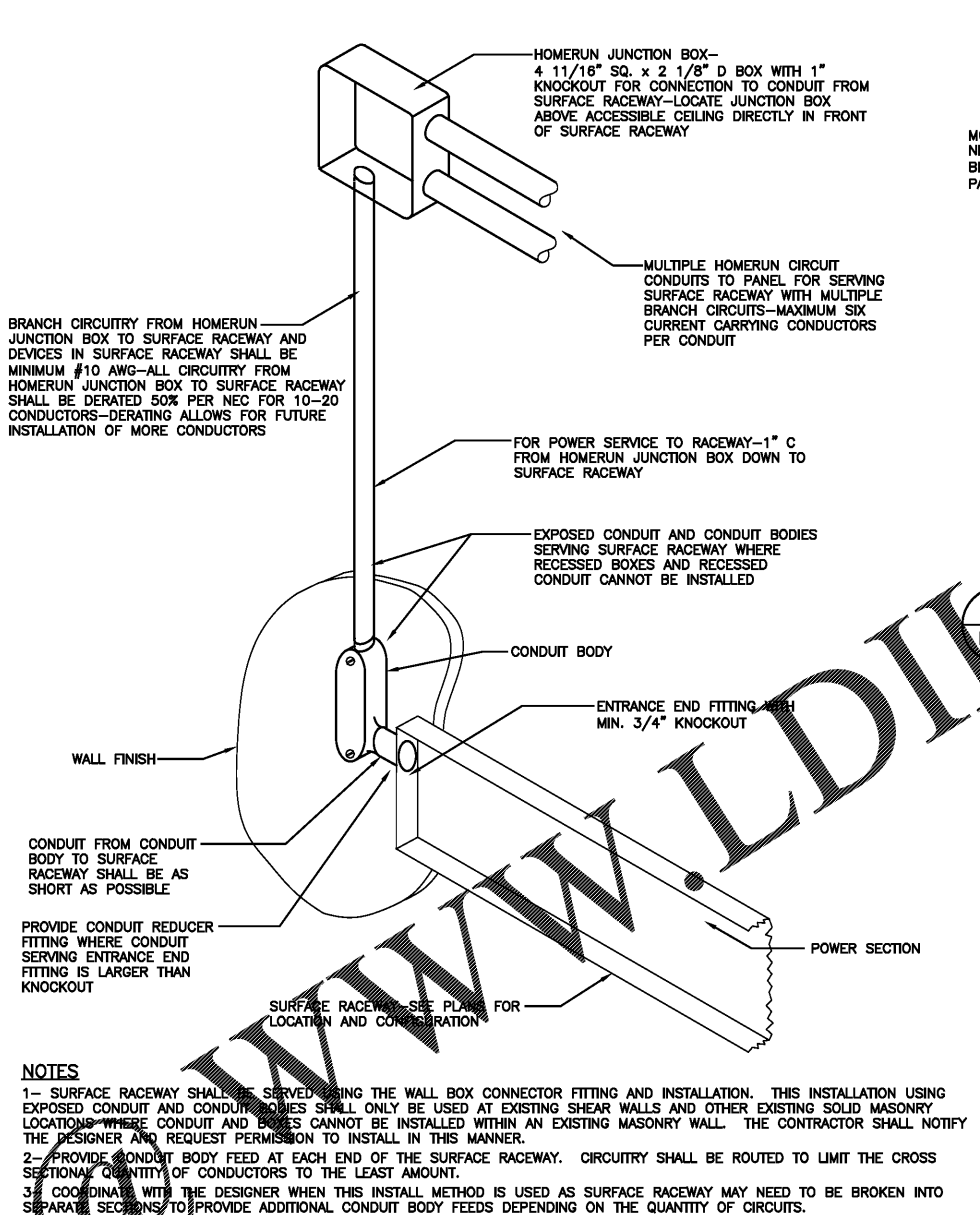 HOMERUN JUNCTION BOX–
4 11/16" SQ. x 2 1/8" D BOX WITH 1"
KNOCKOUT FOR CONNECTION TO CONDUIT FROM
SURFACE RACEWAY–LOCATE JUNCTION BOX
ABOVE ACCESSIBLE CEILING DIRECTLY IN FRONT
OF SURFACE RACEWAY
MULTIPLE HOMERUN CIRCUIT
CONDUITS TO PANEL FOR SERVING
SURFACE RACEWAY WITH MULTIPLE
BRANCH CIRCUITS–MAXIMUM SIX
CURRENT CARRYING CONDUCTORS
PER CONDUIT
BRANCH CIRCUITRY FROM HOMERUN
JUNCTION BOX TO SURFACE RACEWAY AND
DEVICES IN SURFACE RACEWAY SHALL BE
MINIMUM #10 AWG–ALL CIRCUITRY FROM
HOMERUN JUNCTION BOX TO SURFACE RACEWAY
SHALL BE DERATED 50% PER NEC FOR 10–20
CONDUCTORS–DERATING ALLOWS FOR FUTURE
INSTALLATION OF MORE CONDUCTORS
FOR POWER SERVICE TO RACEWAY–1" C
FROM HOMERUN JUNCTION BOX DOWN TO
SURFACE RACEWAY
EXPOSED CONDUIT AND CONDUIT BODIES
SERVING SURFACE RACEWAY WHERE
RECESSED BOXES AND RECESSED
CONDUIT CANNOT BE INSTALLED
CONDUIT BODY
ENTRANCE END FITTING WITH
MIN. 3/4" KNOCKOUT
WALL FINISH
CONDUIT FROM CONDUIT
BODY TO SURFACE
RACEWAY SHALL BE AS
SHORT AS POSSIBLE
PROVIDE CONDUIT REDUCER
FITTING WHERE CONDUIT
SERVING ENTRANCE END
FITTING IS LARGER THAN
KNOCKOUT
POWER SECTION
SURFACE RACEWAY–SEE PLANS FOR
LOCATION AND CONFIGURATION
WWW.LDII
NOTES
1– SURFACE RACEWAY SHALL BE SERVED USING THE WALL BOX CONNECTOR FITTING AND INSTALLATION. THIS INSTALLATION USING
EXPOSED CONDUIT AND CONDUIT BODIES SHALL ONLY BE USED AT EXISTING SHEAR WALLS AND OTHER EXISTING SOLID MASONRY
LOCATIONS WHERE CONDUIT AND BOXES CANNOT BE INSTALLED WITHIN AN EXISTING MASONRY WALL. THE CONTRACTOR SHALL NOTIFY
THE DESIGNER AND REQUEST PERMISSION TO INSTALL IN THIS MANNER.
2– PROVIDE CONDUIT BODY FEED AT EACH END OF THE SURFACE RACEWAY. CIRCUITRY SHALL BE ROUTED TO LIMIT THE CROSS
SECTIONAL QUANTITY OF CONDUCTORS TO THE LEAST AMOUNT.
3– COORDINATE WITH THE DESIGNER WHEN THIS INSTALL METHOD IS USED AS SURFACE RACEWAY MAY NEED TO BE BROKEN INTO
SEPARATE SECTIONS TO PROVIDE ADDITIONAL CONDUIT BODY FEEDS DEPENDING ON THE QUANTITY OF CIRCUITS.